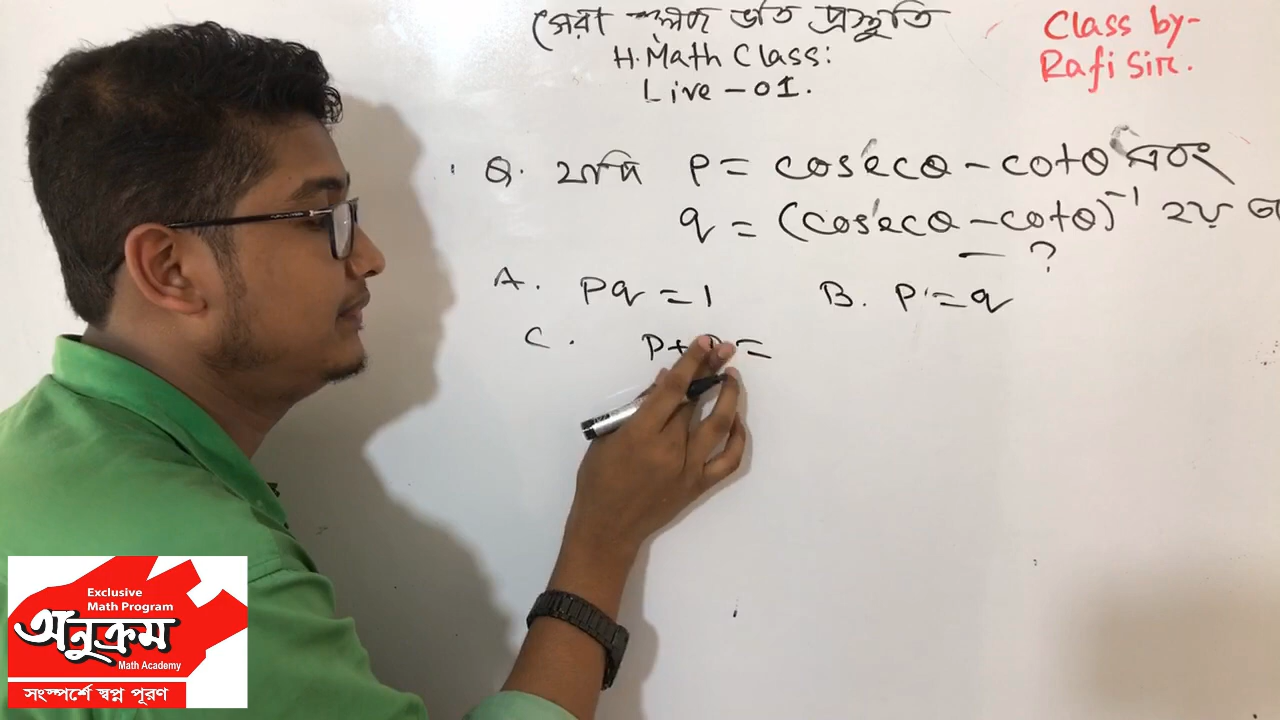 সেরা কলেজ ভর্তি প্রস্তুতি
H. Math Class:
Live - 01.
Class by-
Rafi Sir.
Q. যদি P = cosecθ - cotθ এবং
q = (cosecθ - cotθ)⁻¹ হয়
— ?
A. Pq = 1 B. P = q
C. P+ =
Exclusive
Math Program
অনুক্রম
Math Academy
সংস্পর্শে স্বপ্ন পূরণ